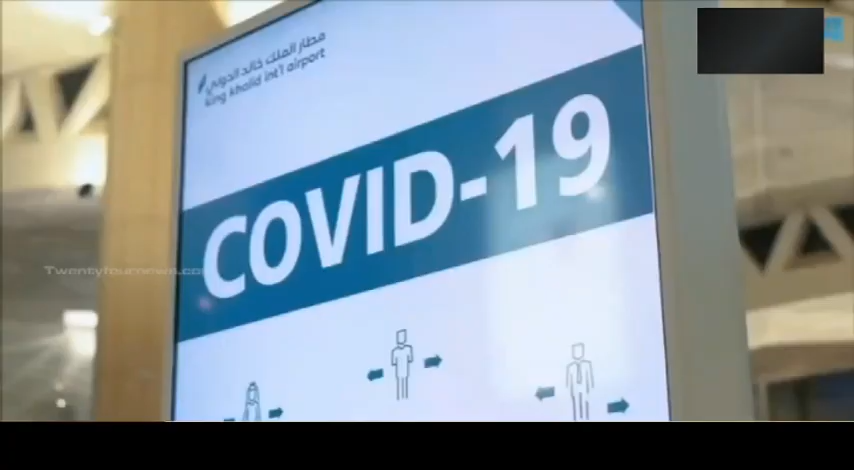 مطار الملك خالد الدولي
king khalid int'l airport
COVID-19
Twentyfournews.com